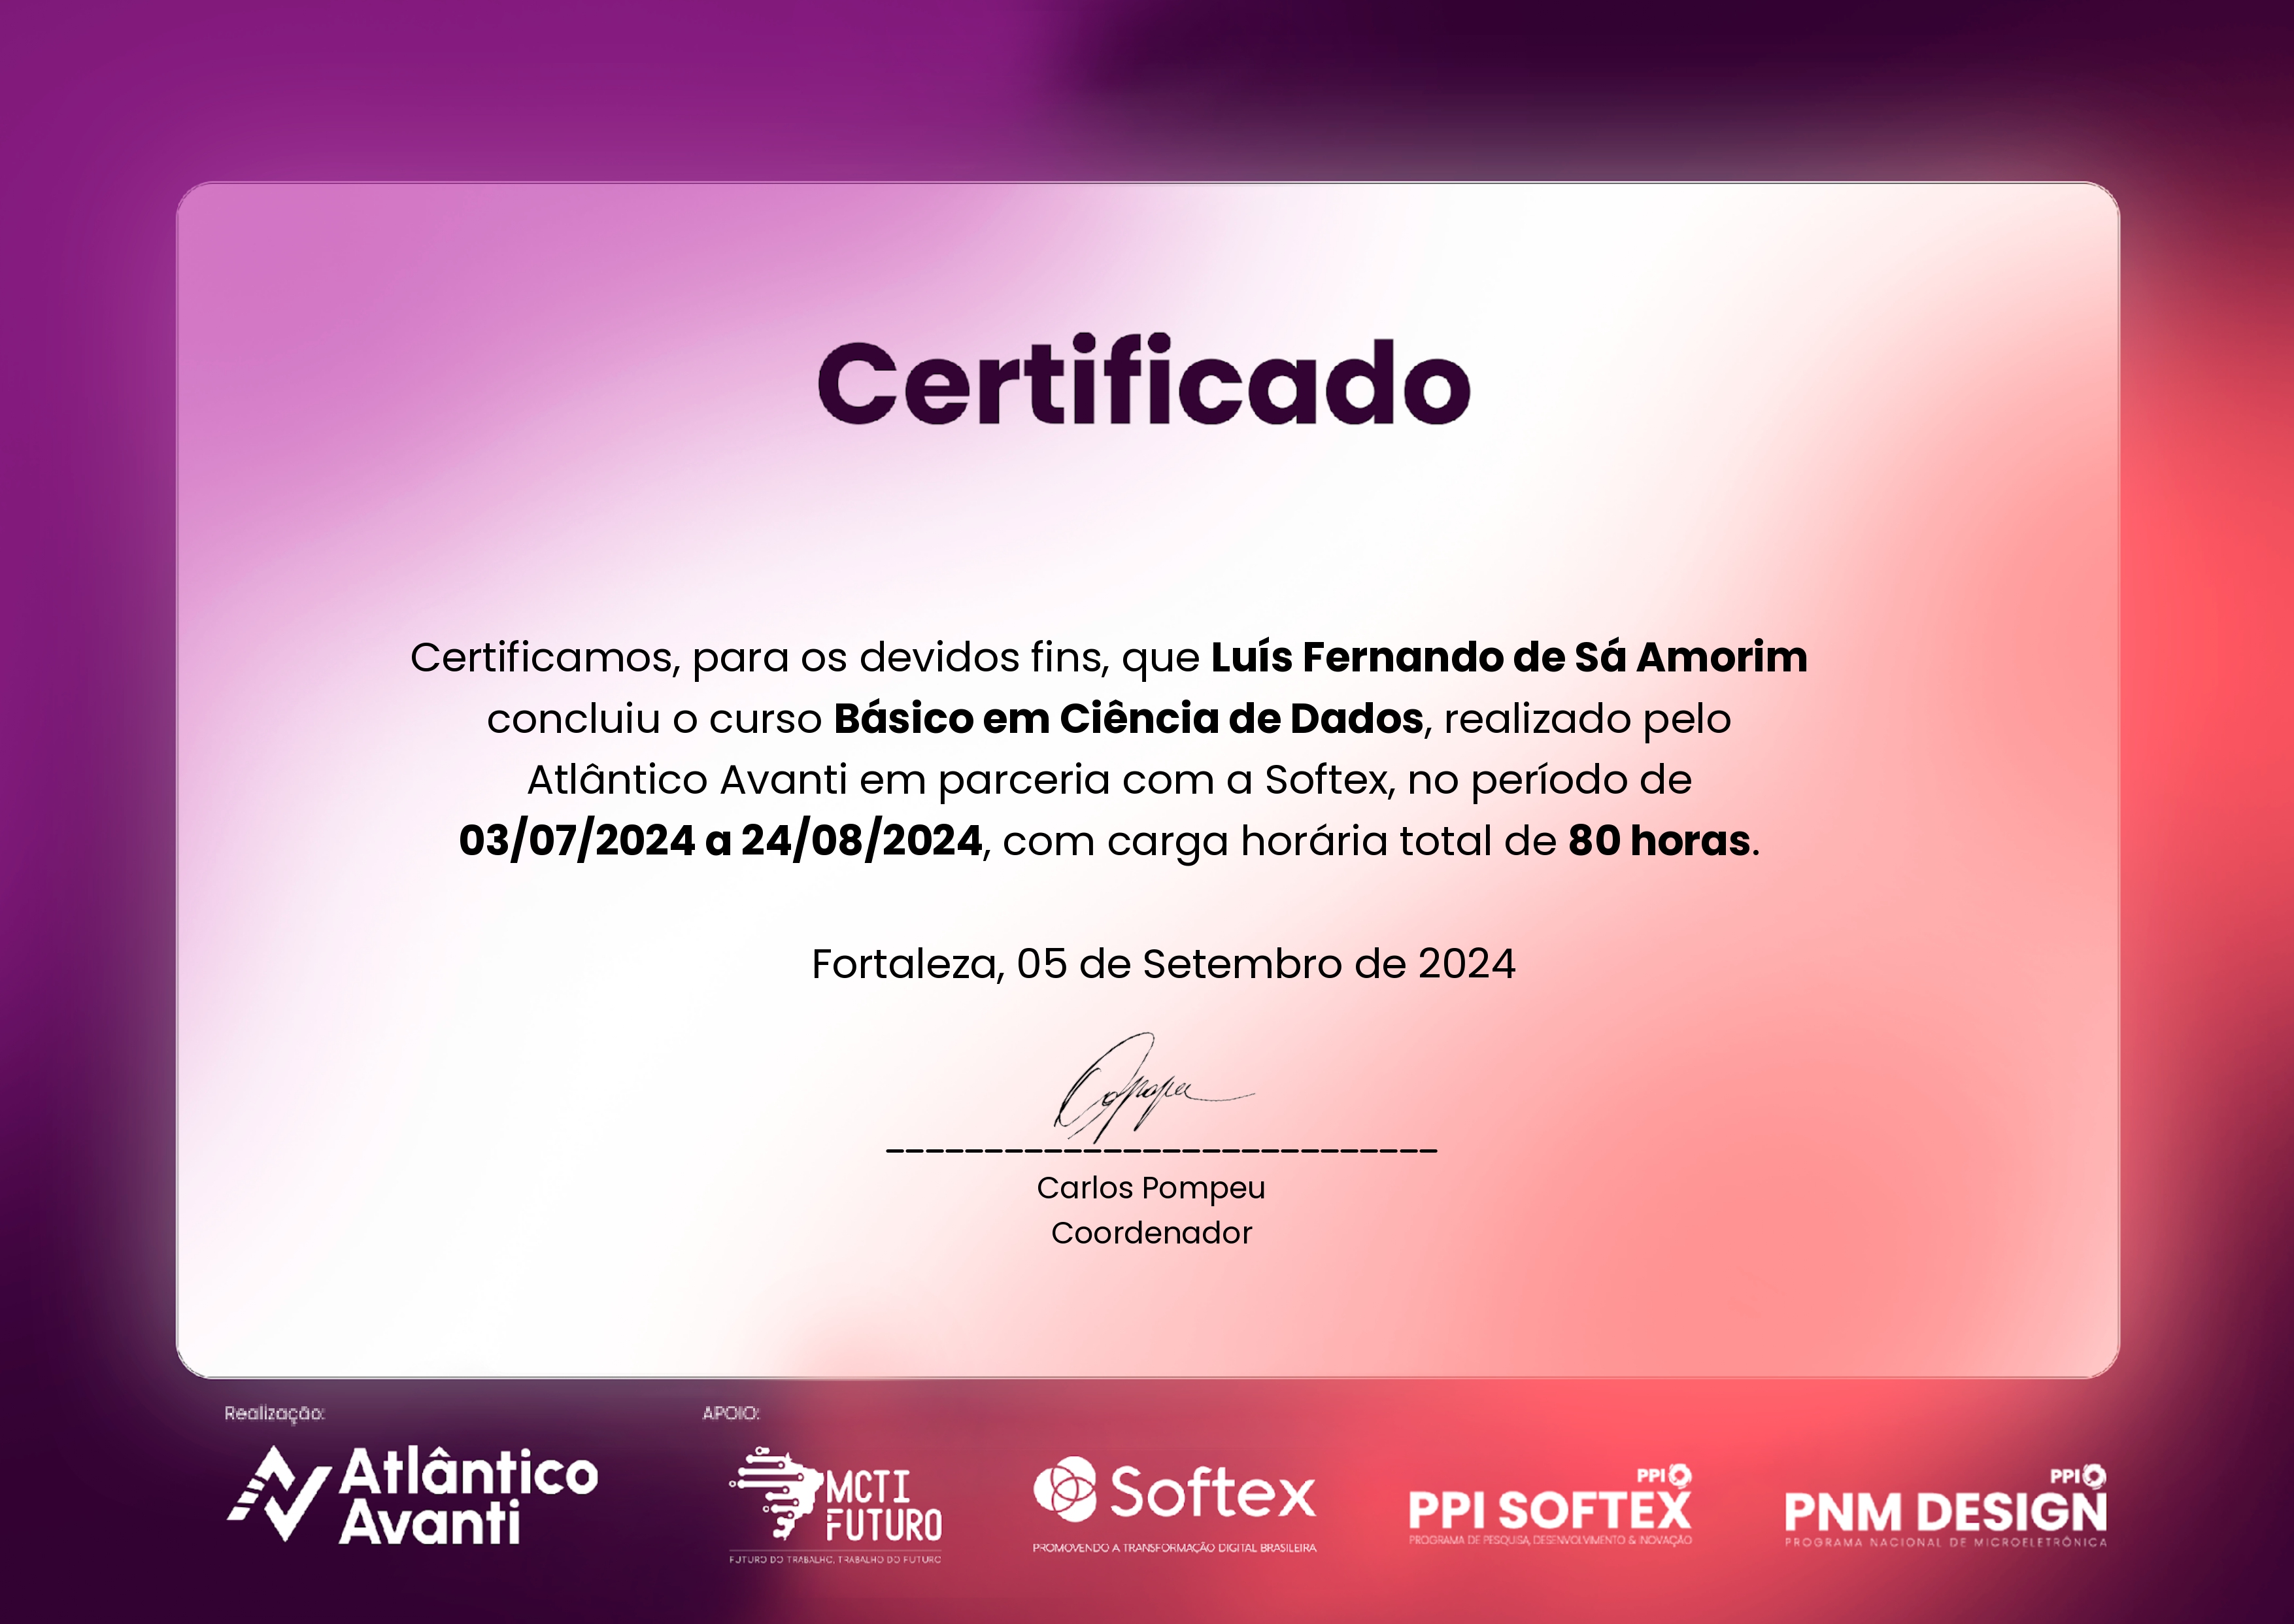 Certificado
Certificamos, para os devidos fins, que Luís Fernando de Sá Amorim
concluiu o curso Básico em Ciência de Dados, realizado pelo
Atlântico Avanti em parceria com a Softex, no período de
03/07/2024 a 24/08/2024, com carga horária total de 80 horas.
Fortaleza, 05 de Setembro de 2024
Carlos Pompeu
Coordenador
Realização:
Atlântico
Avanti
APOIO:
MCTI
FUTURO
FUTURO DO TRABALHO, TRABALHO DO FUTURO
Softex
PROMOVENDO A TRANSFORMAÇÃO DIGITAL BRASILEIRA
PPI
PPI SOFTEX
PROGRAMA DE PESQUISA, DESENVOLVIMENTO & INOVAÇÃO
PPI
PNM DESIGN
PROGRAMA NACIONAL DE MICROELETRÔNICA